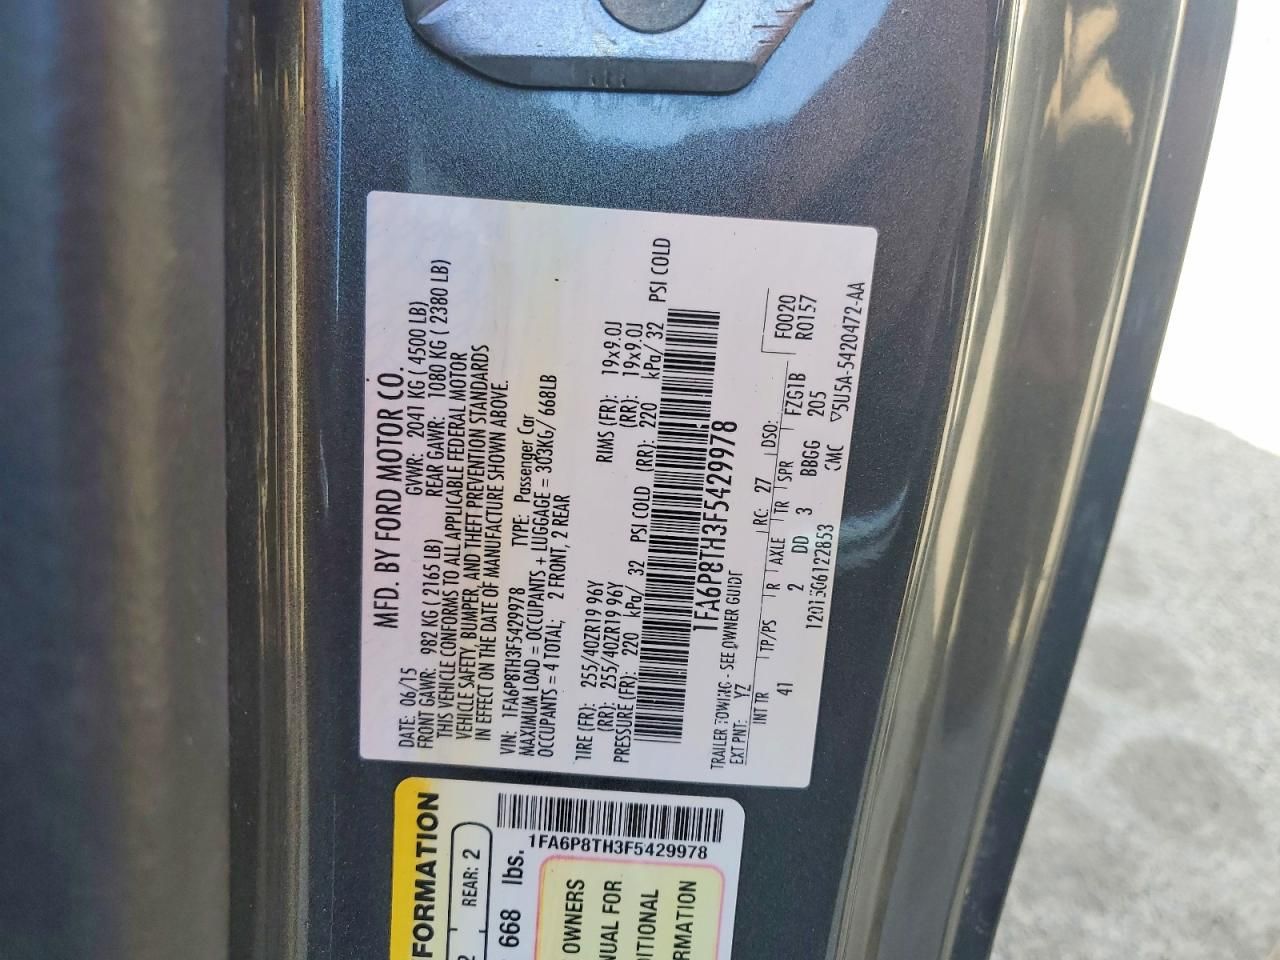 MFD. BY FORD MOTOR CO.
DATE: 06/15 GVWR: 2041 KG ( 4500 LB)
FRONT GAWR: 982 KG ( 2165 LB) REAR GAWR: 1080 KG ( 2380 LB)
THIS VEHICLE CONFORMS TO ALL APPLICABLE FEDERAL MOTOR
VEHICLE SAFETY, BUMPER, AND THEFT PREVENTION STANDARDS
IN EFFECT ON THE DATE OF MANUFACTURE SHOWN ABOVE.
VIN: 1FA6P8TH3F5429978 TYPE: Passenger Car
MAXIMUM LOAD = OCCUPANTS + LUGGAGE = 303KG/ 668LB
OCCUPANTS = 4 TOTAL; 2 FRONT, 2 REAR
TIRE (FR): 255/40ZR19 96Y RIMS (FR): 19x9.0J
(RR): 255/40ZR19 96Y (RR): 19x9.0J
PRESSURE (FR): 220 kPa/ 32 PSI COLD (RR): 220 kPa/ 32 PSI COLD
1FA6P8TH3F5429978
TRAILER TOWING - SEE OWNER GUIDE
EXT PNT: YZ RC: 27 DSO: F0020
INT TR TP/PS R AXLE TR SPR R0157
41 2 DD 3 BBGG FZG1B
205
12015G6122853 CMC ▽5U5A-5420472-AA
FORMATION
REAR: 2
668 lbs.
1FA6P8TH3F5429978
OWNERS
NUAL FOR
DITIONAL
RMATION